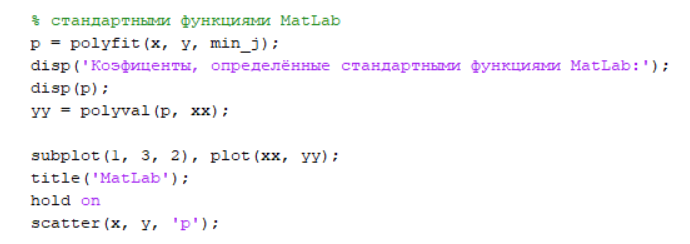 % стандартными функциями MatLab
p = polyfit(x, y, min_j);
disp('Коэфиценты, определённые стандартными функциями MatLab:');
disp(p);
yy = polyval(p, xx);
subplot(1, 3, 2), plot(xx, yy);
title('MatLab');
hold on
scatter(x, y, 'p');